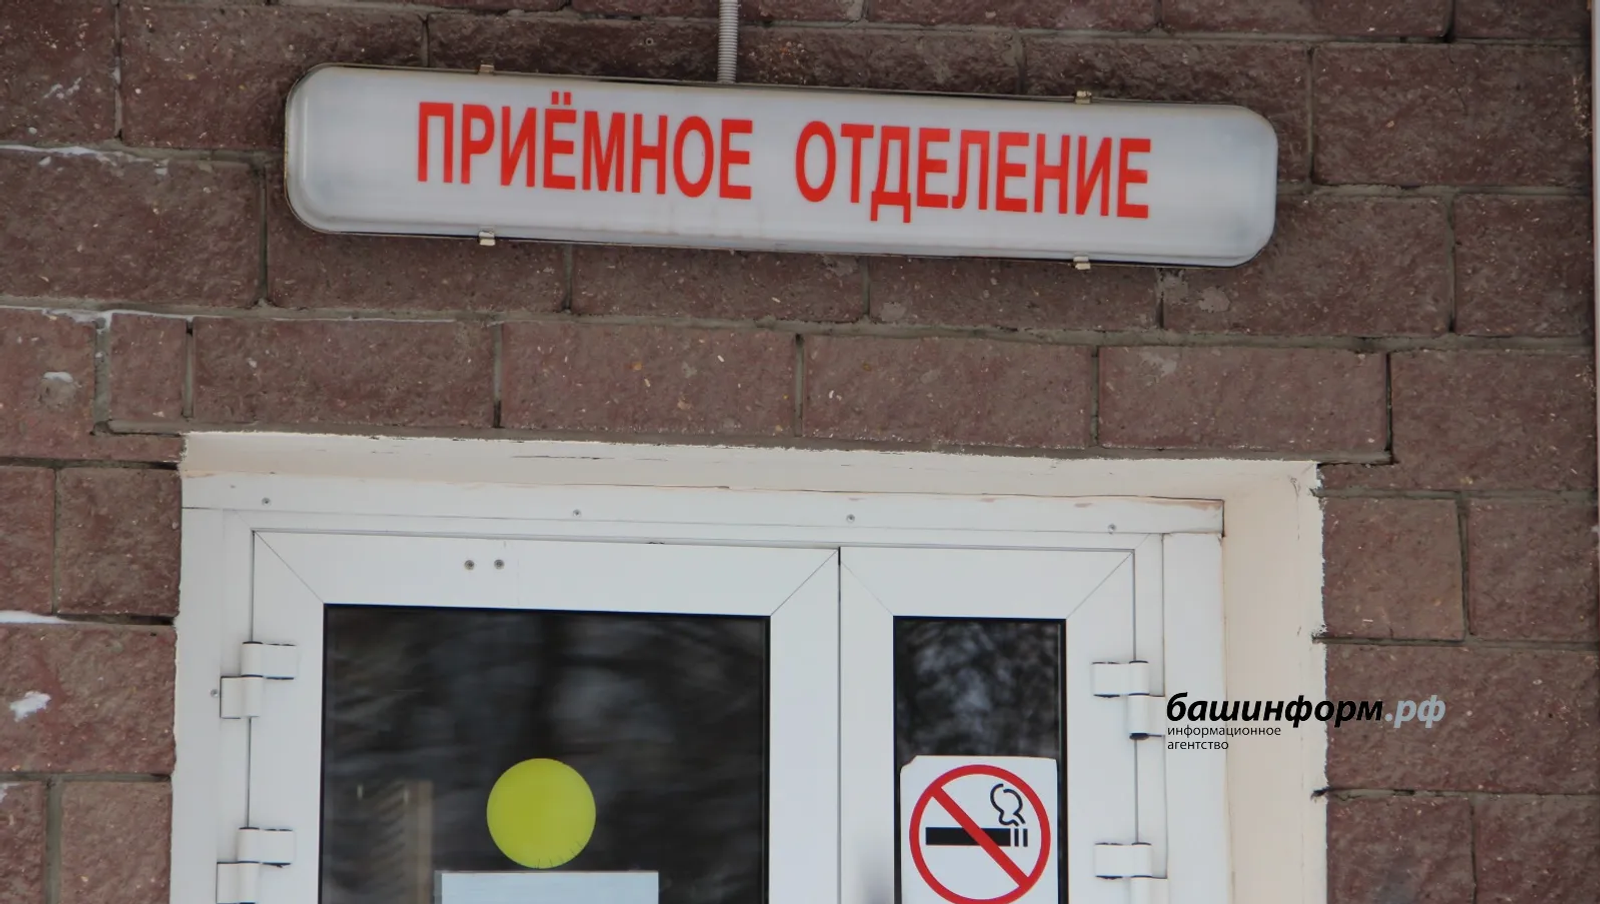 ПРИЁМНОЕ ОТДЕЛЕНИЕ
башинформ.рф
информационное
агентство